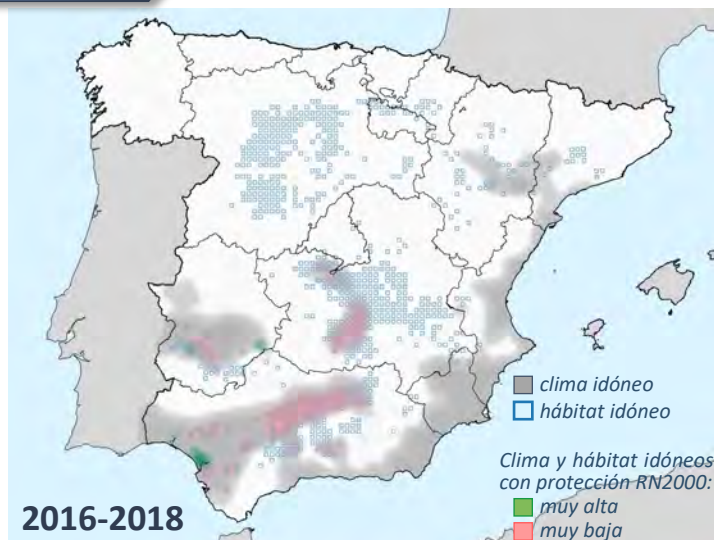 clima idóneo
hábitat idóneo
Clima y hábitat idóneos
con protección RN2000:
muy alta
muy baja
2016-2018